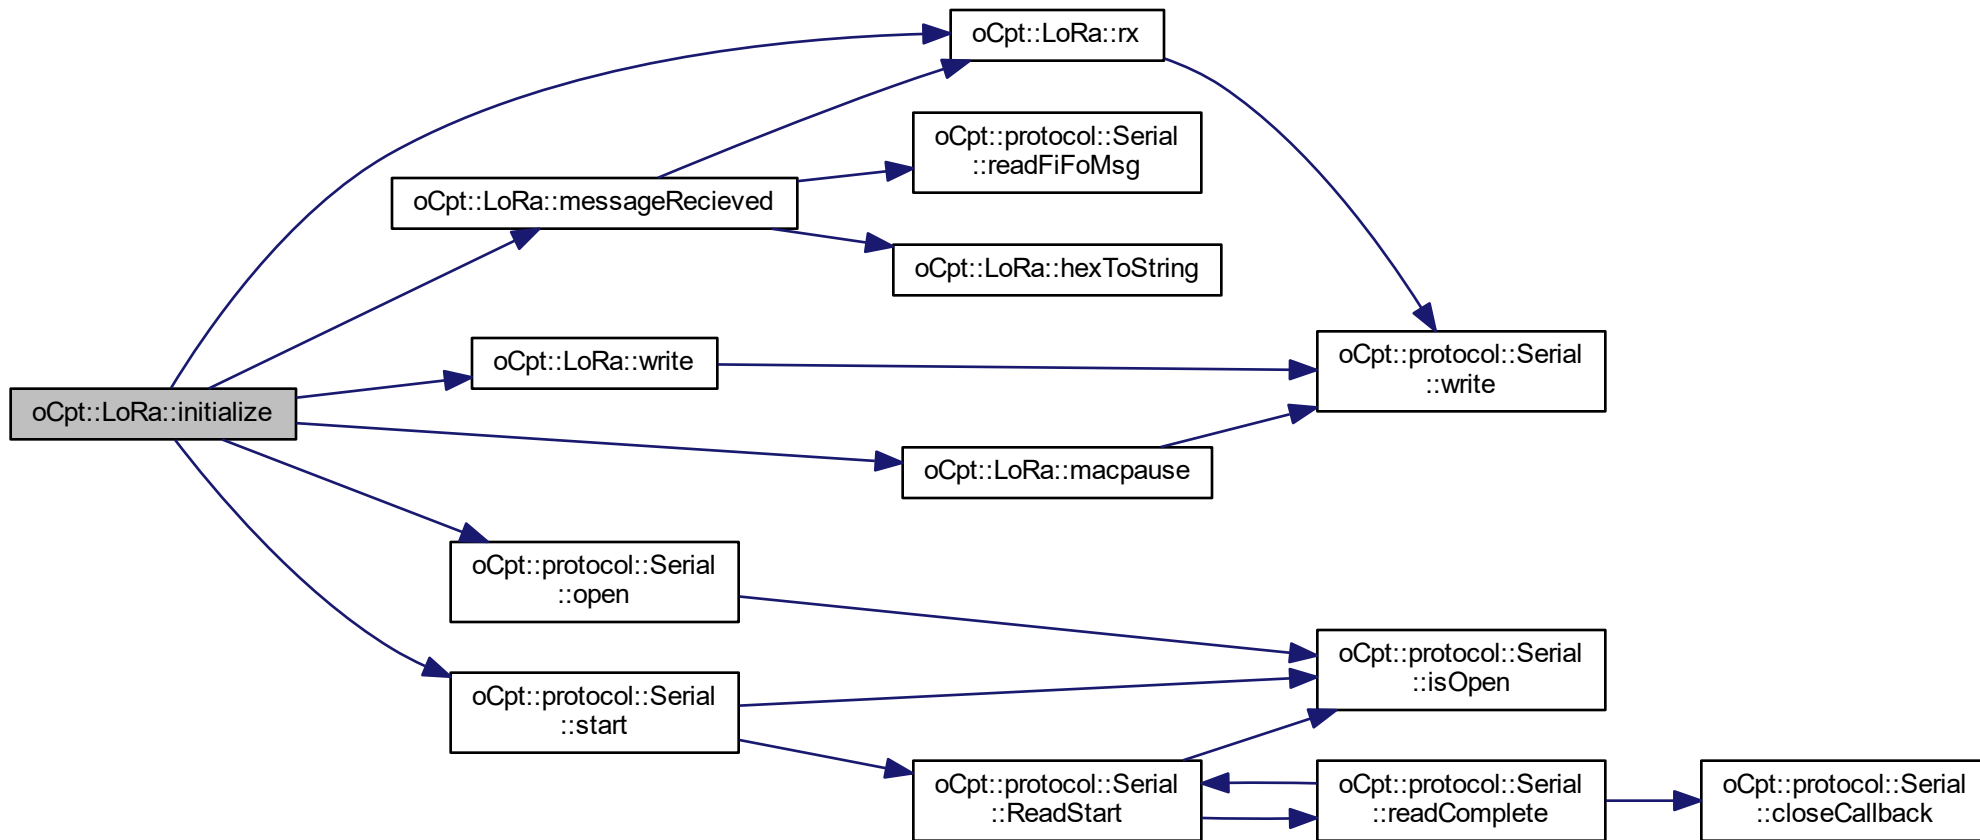 oCpt::LoRa::rx
oCpt::protocol::Serial
::readFiFoMsg
oCpt::LoRa::messageRecieved
oCpt::LoRa::hexToString
oCpt::LoRa::write
oCpt::protocol::Serial
::write
oCpt::LoRa::initialize
oCpt::LoRa::macpause
oCpt::protocol::Serial
::open
oCpt::protocol::Serial
::isOpen
oCpt::protocol::Serial
::start
oCpt::protocol::Serial
::ReadStart
oCpt::protocol::Serial
::readComplete
oCpt::protocol::Serial
::closeCallback